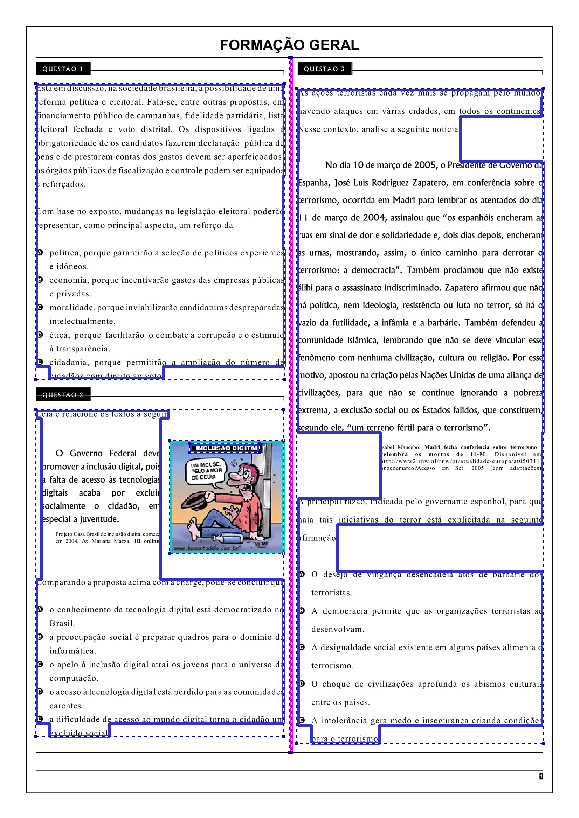 FORMAÇÃO GERAL
QUESTÃO 1
Está em discussão, na sociedade brasileira, a possibilidade de uma
reforma política e eleitoral. Fala-se, entre outras propostas, em
financiamento público de campanhas, fidelidade partidária, lista
eleitoral fechada e voto distrital. Os dispositivos ligados à
obrigatoriedade de os candidatos fazerem declaração pública de
bens e de prestarem contas dos gastos devem ser aperfeiçoados,
os órgãos públicos de fiscalização e controle podem ser equipados
e reforçados.
Com base no exposto, mudanças na legislação eleitoral poderão
representar, como principal aspecto, um reforço da
A política, porque garantirão a seleção de políticos experientes
e idôneos.
B economia, porque incentivarão gastos das empresas públicas
e privadas.
C moralidade, porque inviabilizarão candidaturas despreparadas
intelectualmente.
D ética, porque facilitarão o combate à corrupção e o estímulo
à transparência.
E cidadania, porque permitirão a ampliação do número de
cidadãos com direito ao voto.
QUESTÃO 2
Leia e relacione os textos a seguir.
O Governo Federal deve
promover a inclusão digital, pois
a falta de acesso às tecnologias
digitais acaba por excluir
socialmente o cidadão, em
especial a juventude.
Projeto Casa Brasil de inclusão digital começa
em 2004. In: Mariana Mazza. JB online.
INCLUSÃO DIGITAL
UM MOUSE,
PELO AMOR
DE DEUS!
Comparando a proposta acima com a charge, pode-se concluir que
A o conhecimento da tecnologia digital está democratizado no
Brasil.
B a preocupação social é preparar quadros para o domínio da
informática.
C o apelo à inclusão digital atrai os jovens para o universo da
computação.
D o acesso à tecnologia digital está perdido para as comunidades
carentes.
E a dificuldade de acesso ao mundo digital torna o cidadão um
excluído social.
QUESTÃO 3
As ações terroristas cada vez mais se propagam pelo mundo,
havendo ataques em várias cidades, em todos os continentes.
Nesse contexto, analise a seguinte notícia:
No dia 10 de março de 2005, o Presidente de Governo da
Espanha, José Luis Rodriguez Zapatero, em conferência sobre o
terrorismo, ocorrida em Madri para lembrar os atentados do dia
11 de março de 2004, assinalou que “os espanhóis encheram as
ruas em sinal de dor e solidariedade e, dois dias depois, encheram
as urnas, mostrando, assim, o único caminho para derrotar o
terrorismo: a democracia”. Também proclamou que não existe
álibi para o assassinato indiscriminado. Zapatero afirmou que não
há política, nem ideologia, resistência ou luta no terror, só há o
vazio da futilidade, a infâmia e a barbárie. Também defendeu a
comunidade islâmica, lembrando que não se deve vincular esse
fenômeno com nenhuma civilização, cultura ou religião. Por esse
motivo, apostou na criação pelas Nações Unidas de uma aliança de
civilizações, para que não se continue ignorando a pobreza
extrema, a exclusão social ou os Estados falidos, que constituem,
segundo ele, “um terreno fértil para o terrorismo”.
Isabel Mancebo. Madri fecha conferência sobre terrorismo
relembra os mortos do 11-M. Disponível em
A principal razão, indicada pelo governante espanhol, para que
haja tais iniciativas do terror está explicitada na seguinte
afirmação:
A O desejo de vingança desencadeia atos de barbárie dos
terroristas.
B A democracia permite que as organizações terroristas se
desenvolvam.
C A desigualdade social existente em alguns países alimenta o
terrorismo.
D O choque de civilizações aprofunda os abismos culturais
entre os países.
E A intolerância gera medo e insegurança criando condições
para o terrorismo.